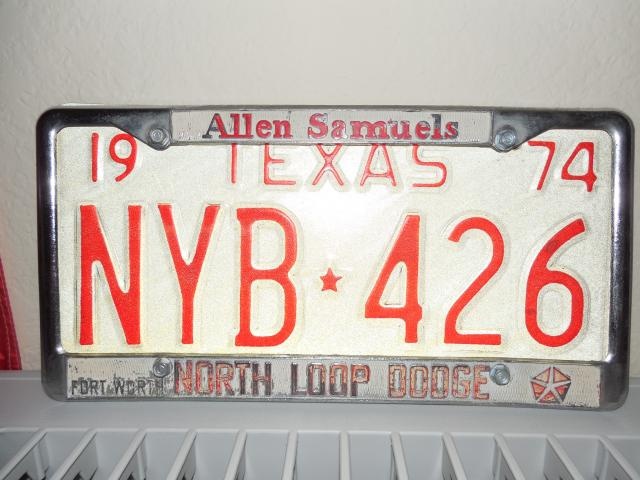 Allen Samuels
19 TEXAS 74
NYB★426
FORT WORTH NORTH LOOP DODGE